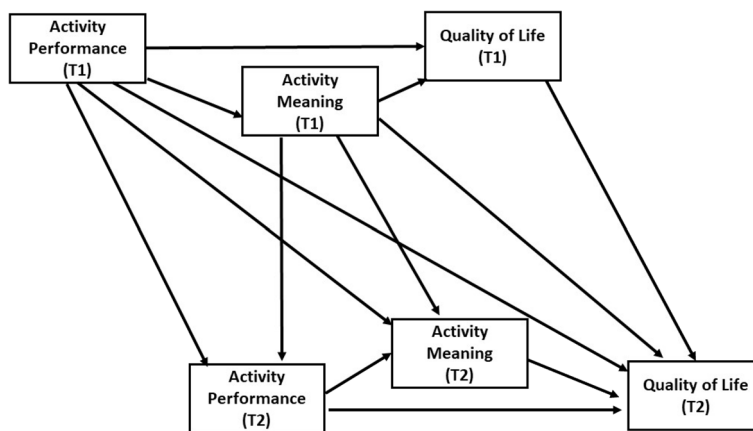 Activity
Performance
(T1)
Quality of Life
(T1)
Activity
Meaning
(T1)
Activity
Meaning
(T2)
Activity
Performance
(T2)
Quality of Life
(T2)